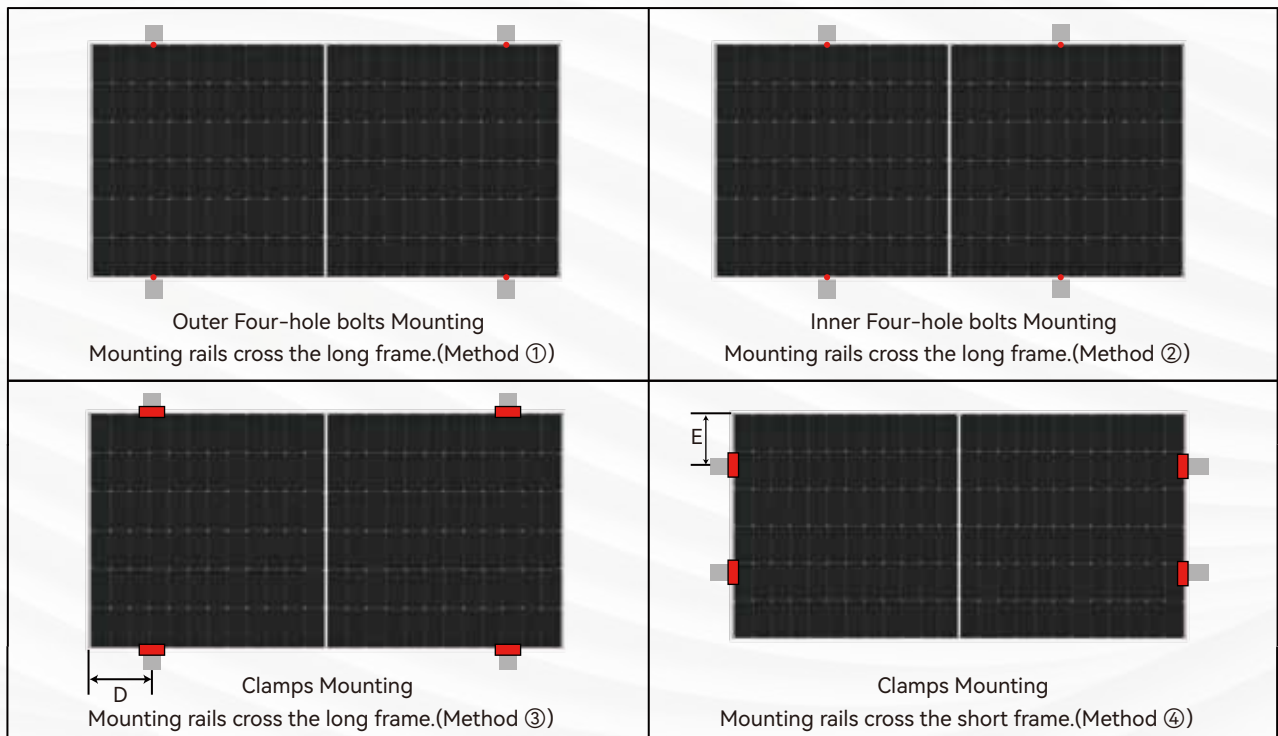 Outer Four-hole bolts Mounting
Mounting rails cross the long frame.(Method ①)
Inner Four-hole bolts Mounting
Mounting rails cross the long frame.(Method ②)
D
Clamps Mounting
Mounting rails cross the long frame.(Method ③)
E
Clamps Mounting
Mounting rails cross the short frame.(Method ④)